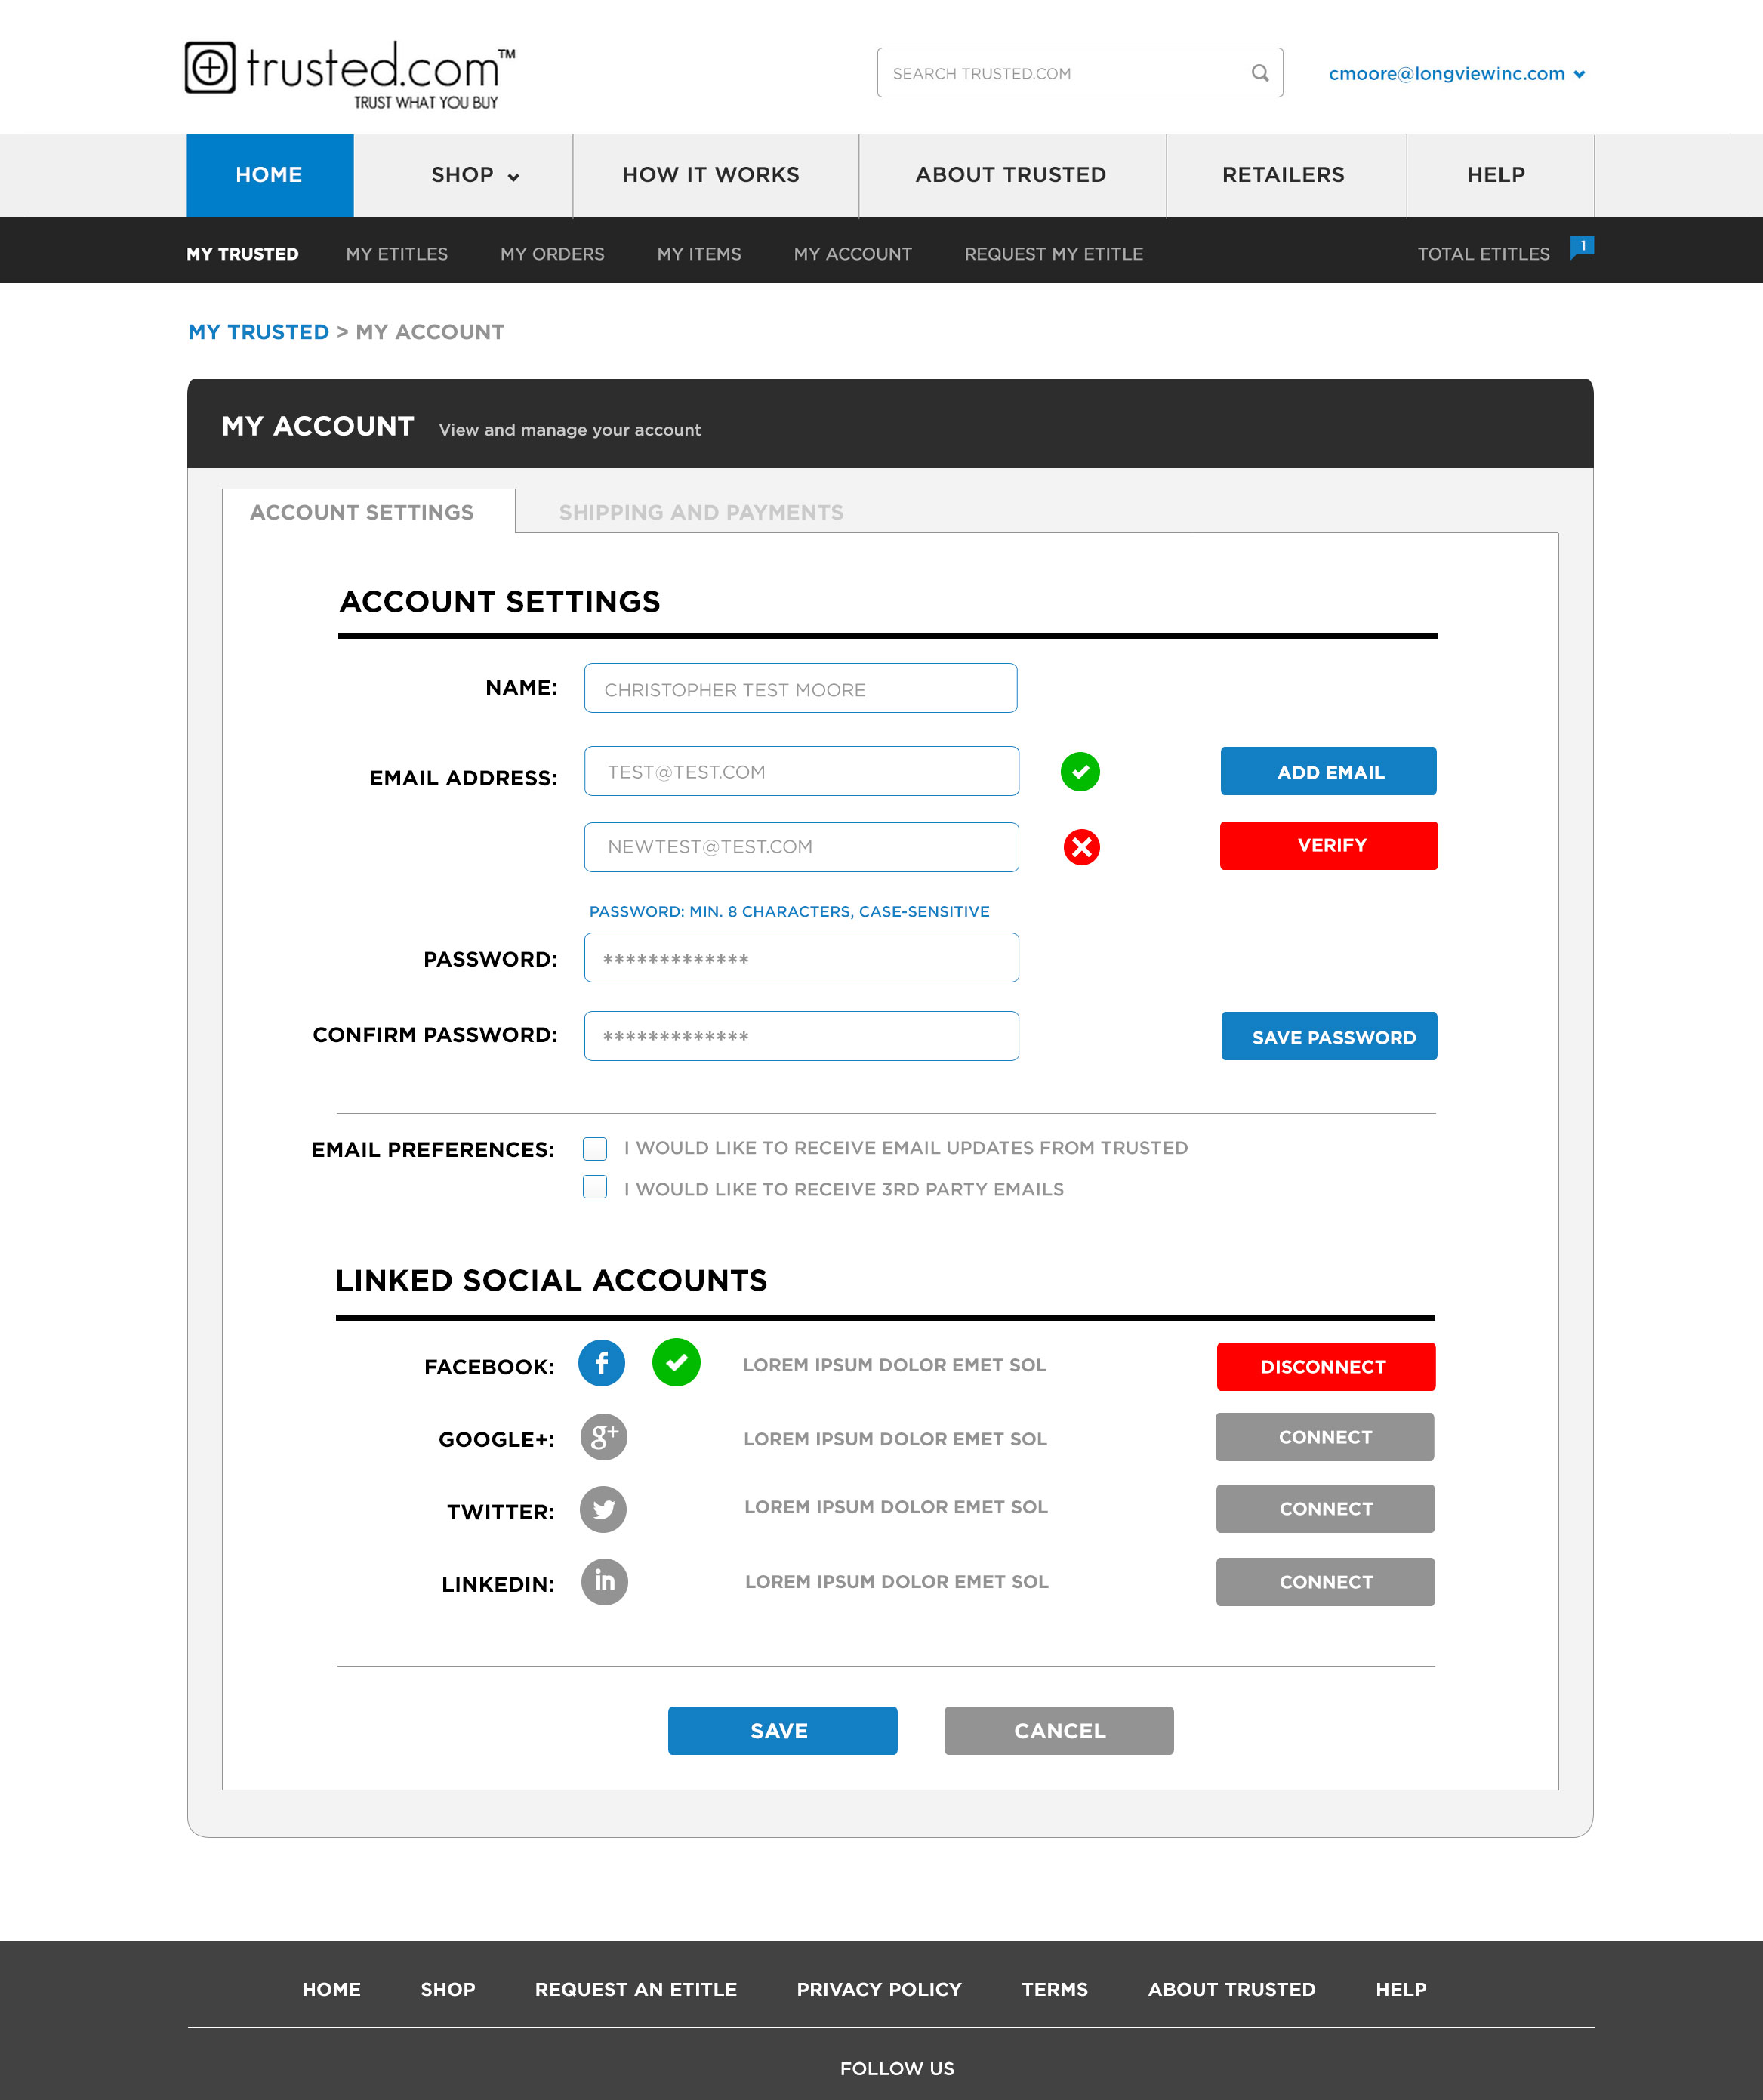 trusted.com™
TRUST WHAT YOU BUY
SEARCH TRUSTED.COM
cmoore@longviewinc.com
HOME SHOP HOW IT WORKS ABOUT TRUSTED RETAILERS HELP
MY TRUSTED MY ETITLES MY ORDERS MY ITEMS MY ACCOUNT REQUEST MY ETITLE TOTAL ETITLES 1
MY TRUSTED > MY ACCOUNT
MY ACCOUNT View and manage your account
ACCOUNT SETTINGS SHIPPING AND PAYMENTS
ACCOUNT SETTINGS
NAME: CHRISTOPHER TEST MOORE
EMAIL ADDRESS: TEST@TEST.COM ADD EMAIL
NEWTEST@TEST.COM VERIFY
PASSWORD: MIN. 8 CHARACTERS, CASE-SENSITIVE
PASSWORD: *************
CONFIRM PASSWORD: ************* SAVE PASSWORD
EMAIL PREFERENCES: I WOULD LIKE TO RECEIVE EMAIL UPDATES FROM TRUSTED
I WOULD LIKE TO RECEIVE 3RD PARTY EMAILS
LINKED SOCIAL ACCOUNTS
FACEBOOK: f LOREM IPSUM DOLOR EMET SOL DISCONNECT
GOOGLE+: g+ LOREM IPSUM DOLOR EMET SOL CONNECT
TWITTER: LOREM IPSUM DOLOR EMET SOL CONNECT
LINKEDIN: in LOREM IPSUM DOLOR EMET SOL CONNECT
SAVE CANCEL
HOME SHOP REQUEST AN ETITLE PRIVACY POLICY TERMS ABOUT TRUSTED HELP
FOLLOW US